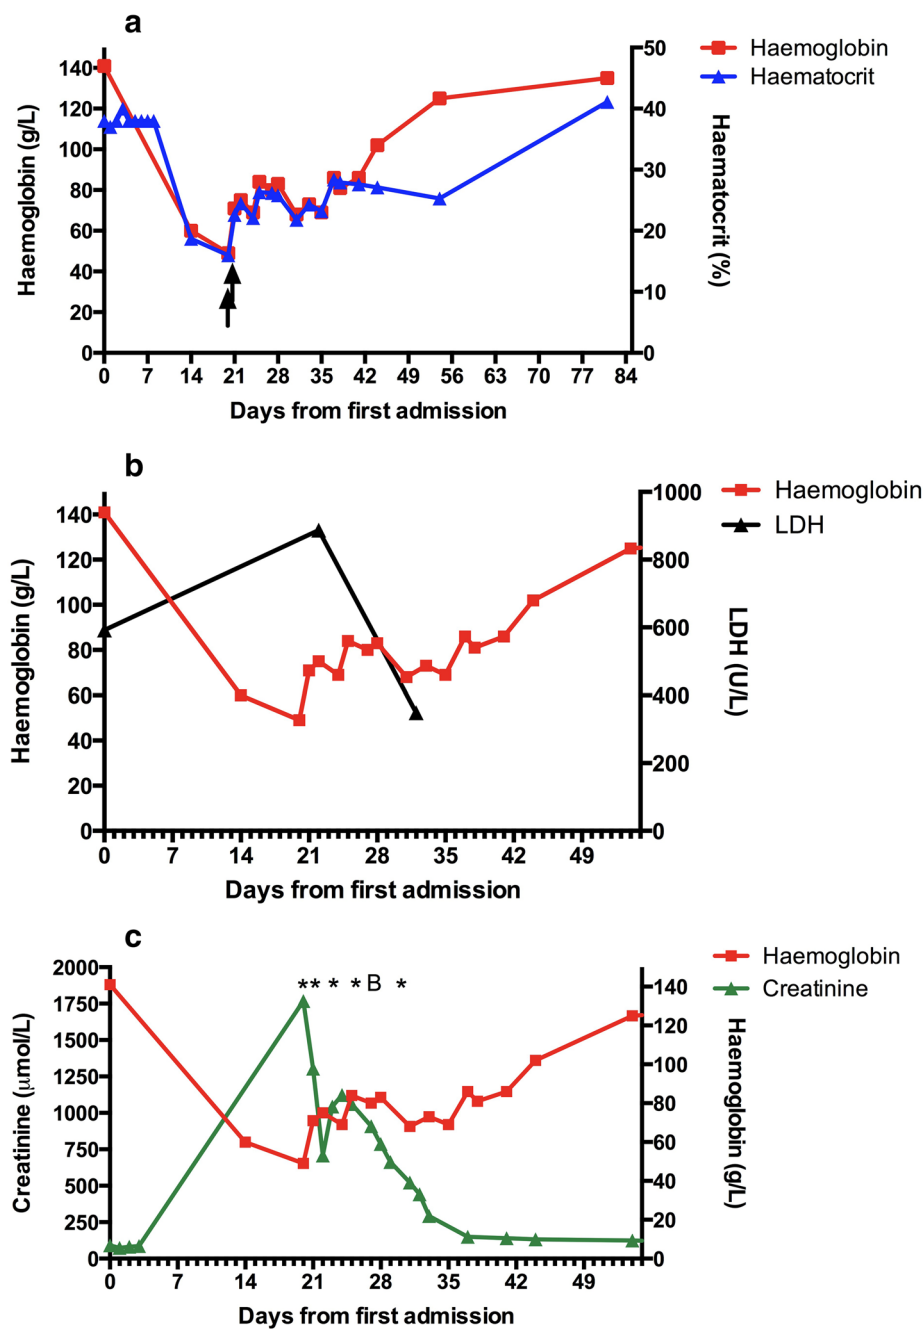 a
Haemoglobin
Haematocrit
Haemoglobin (g/L)
140
120
100
80
60
40
20
0
50
40
30
20
10
0
Haematocrit (%)
0 7 14 21 28 35 42 49 56 63 70 77 84
Days from first admission
b
Haemoglobin
LDH
Haemoglobin (g/L)
140
120
100
80
60
40
20
0
1000
800
600
400
200
0
LDH (U/L)
0 7 14 21 28 35 42 49
Days from first admission
c
Haemoglobin
Creatinine
** * * B *
Creatinine (μmol/L)
2000
1750
1500
1250
1000
750
500
250
0
140
120
100
80
60
40
20
0
Haemoglobin (g/L)
0 7 14 21 28 35 42 49
Days from first admission